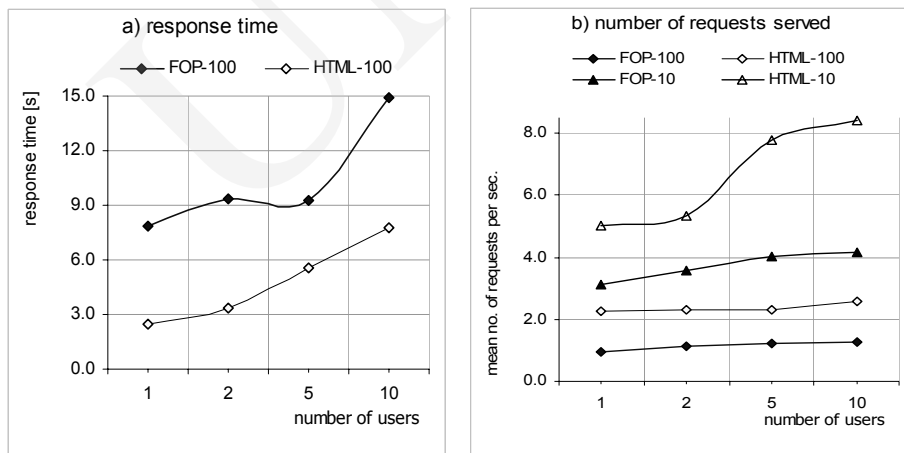 a) response time
FOP-100 HTML-100
response time [s]
15.0
12.0
9.0
6.0
3.0
0.0
1 2 5 10
number of users
b) number of requests served
FOP-100 HTML-100
FOP-10 HTML-10
mean no. of requests per sec.
8.0
6.0
4.0
2.0
0.0
1 2 5 10
number of users